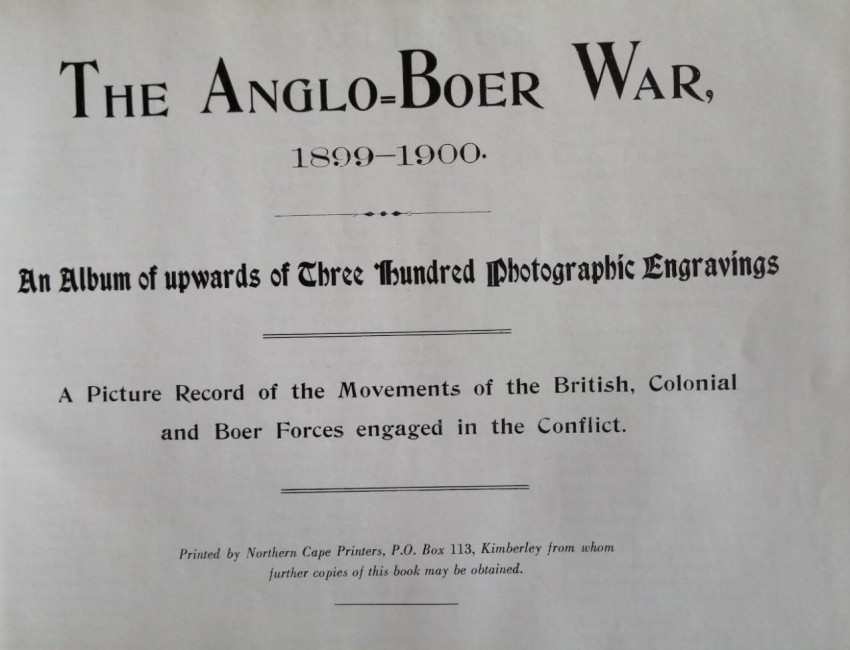 THE ANGLO=BOER WAR,
1899–1900.
An Album of upwards of Three Hundred Photographic Engravings
A Picture Record of the Movements of the British, Colonial
and Boer Forces engaged in the Conflict.
Printed by Northern Cape Printers, P.O. Box 113, Kimberley from whom
further copies of this book may be obtained.